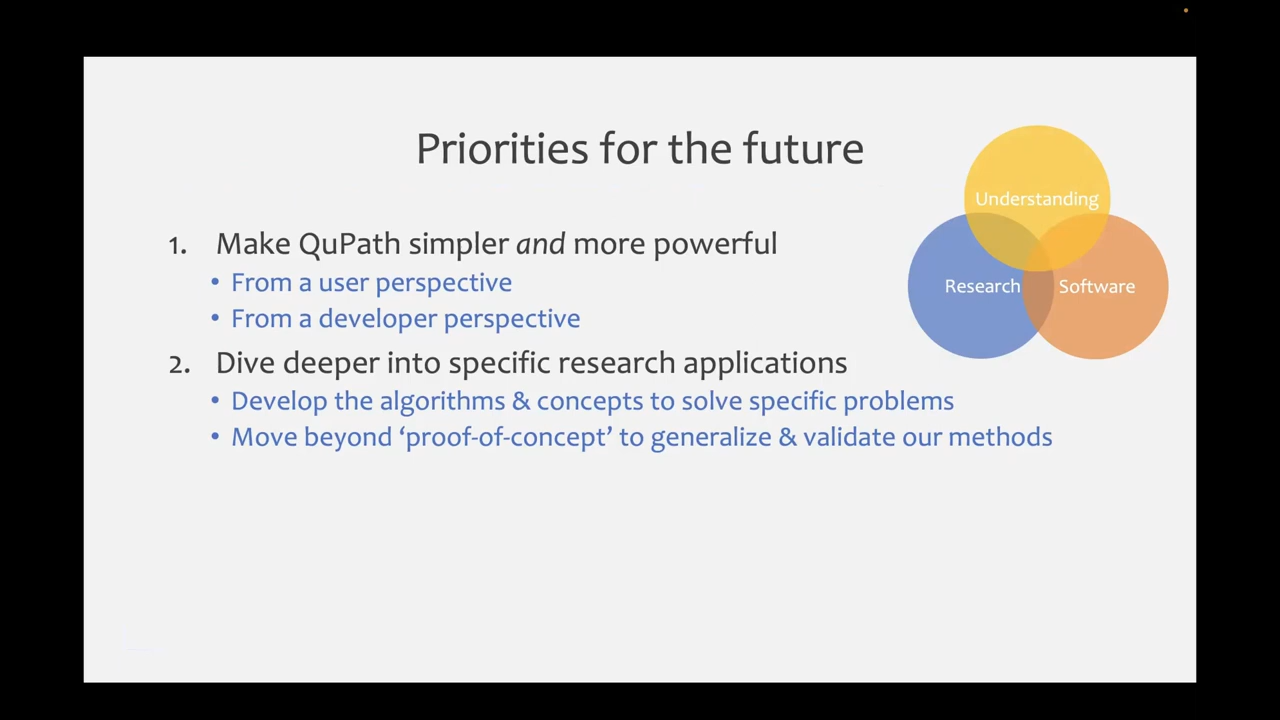 Priorities for the future
1. Make QuPath simpler and more powerful
• From a user perspective
• From a developer perspective
2. Dive deeper into specific research applications
• Develop the algorithms & concepts to solve specific problems
• Move beyond ‘proof-of-concept’ to generalize & validate our methods
Understanding
Research
Software